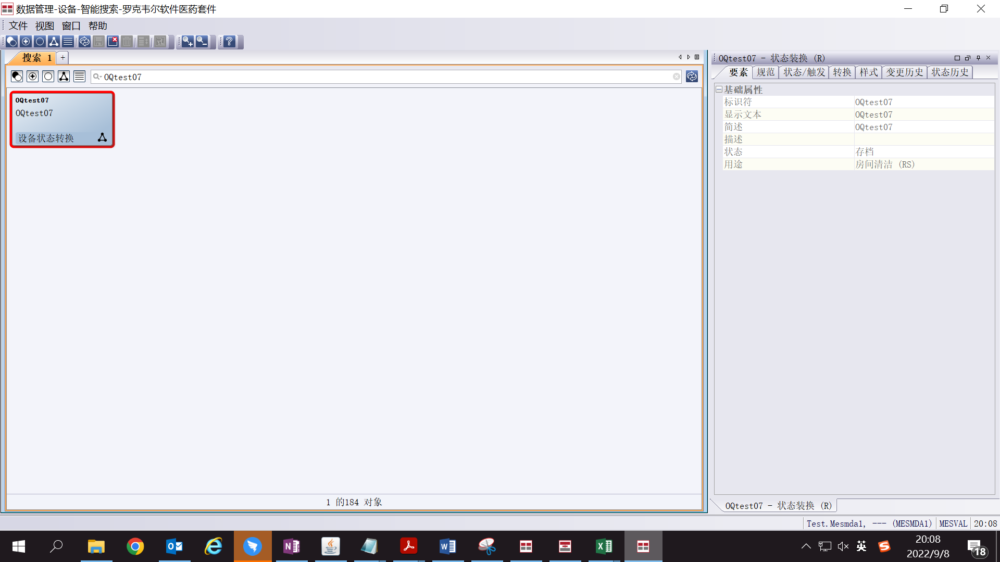 数据管理-设备-智能搜索-罗克韦尔软件医药套件
文件 视图 窗口 帮助
搜索 1 +
OQtest07
OQtest07
OQtest07
设备状态转换
1 的184 对象
OQtest07 - 状态装换 (R)
要素 规范 状态/触发 转换 样式 变更历史 状态历史
基础属性
标识符 OQtest07
显示文本 OQtest07
简述 OQtest07
描述
状态 存档
用途 房间清洁 (RS)
OQtest07 - 状态装换 (R)
Test.Mesmda1, --- (MESMDA1) MESVAL 20:08
英
20:08
2022/9/8
18